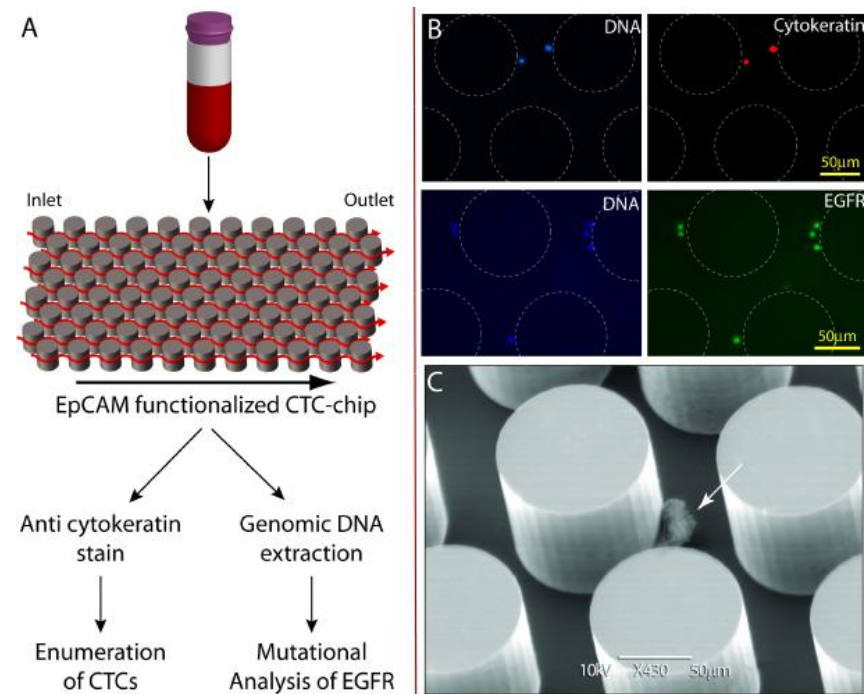 A
Inlet
Outlet
EpCAM functionalized CTC-chip
Anti cytokeratin
stain
Genomic DNA
extraction
Enumeration
of CTCs
Mutational
Analysis of EGFR
B
DNA
Cytokeratin
50µm
DNA
EGFR
50µm
C
10kV X430 50µm